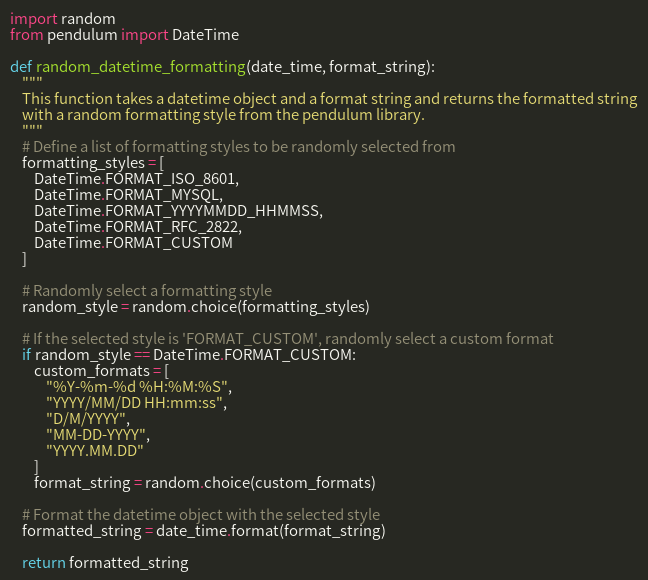 import random
from pendulum import DateTime

def random_datetime_formatting(date_time, format_string):
    """
    This function takes a datetime object and a format string and returns the formatted string
    with a random formatting style from the pendulum library.
    """
    # Define a list of formatting styles to be randomly selected from
    formatting_styles = [
        DateTime.FORMAT_ISO_8601,
        DateTime.FORMAT_MYSQL,
        DateTime.FORMAT_YYYYMMDD_HHMMSS,
        DateTime.FORMAT_RFC_2822,
        DateTime.FORMAT_CUSTOM
    ]

    # Randomly select a formatting style
    random_style = random.choice(formatting_styles)

    # If the selected style is 'FORMAT_CUSTOM', randomly select a custom format
    if random_style == DateTime.FORMAT_CUSTOM:
        custom_formats = [
            "%Y-%m-%d %H:%M:%S",
            "YYYY/MM/DD HH:mm:ss",
            "D/M/YYYY",
            "MM-DD-YYYY",
            "YYYY.MM.DD"
        ]
        format_string = random.choice(custom_formats)

    # Format the datetime object with the selected style
    formatted_string = date_time.format(format_string)

    return formatted_string